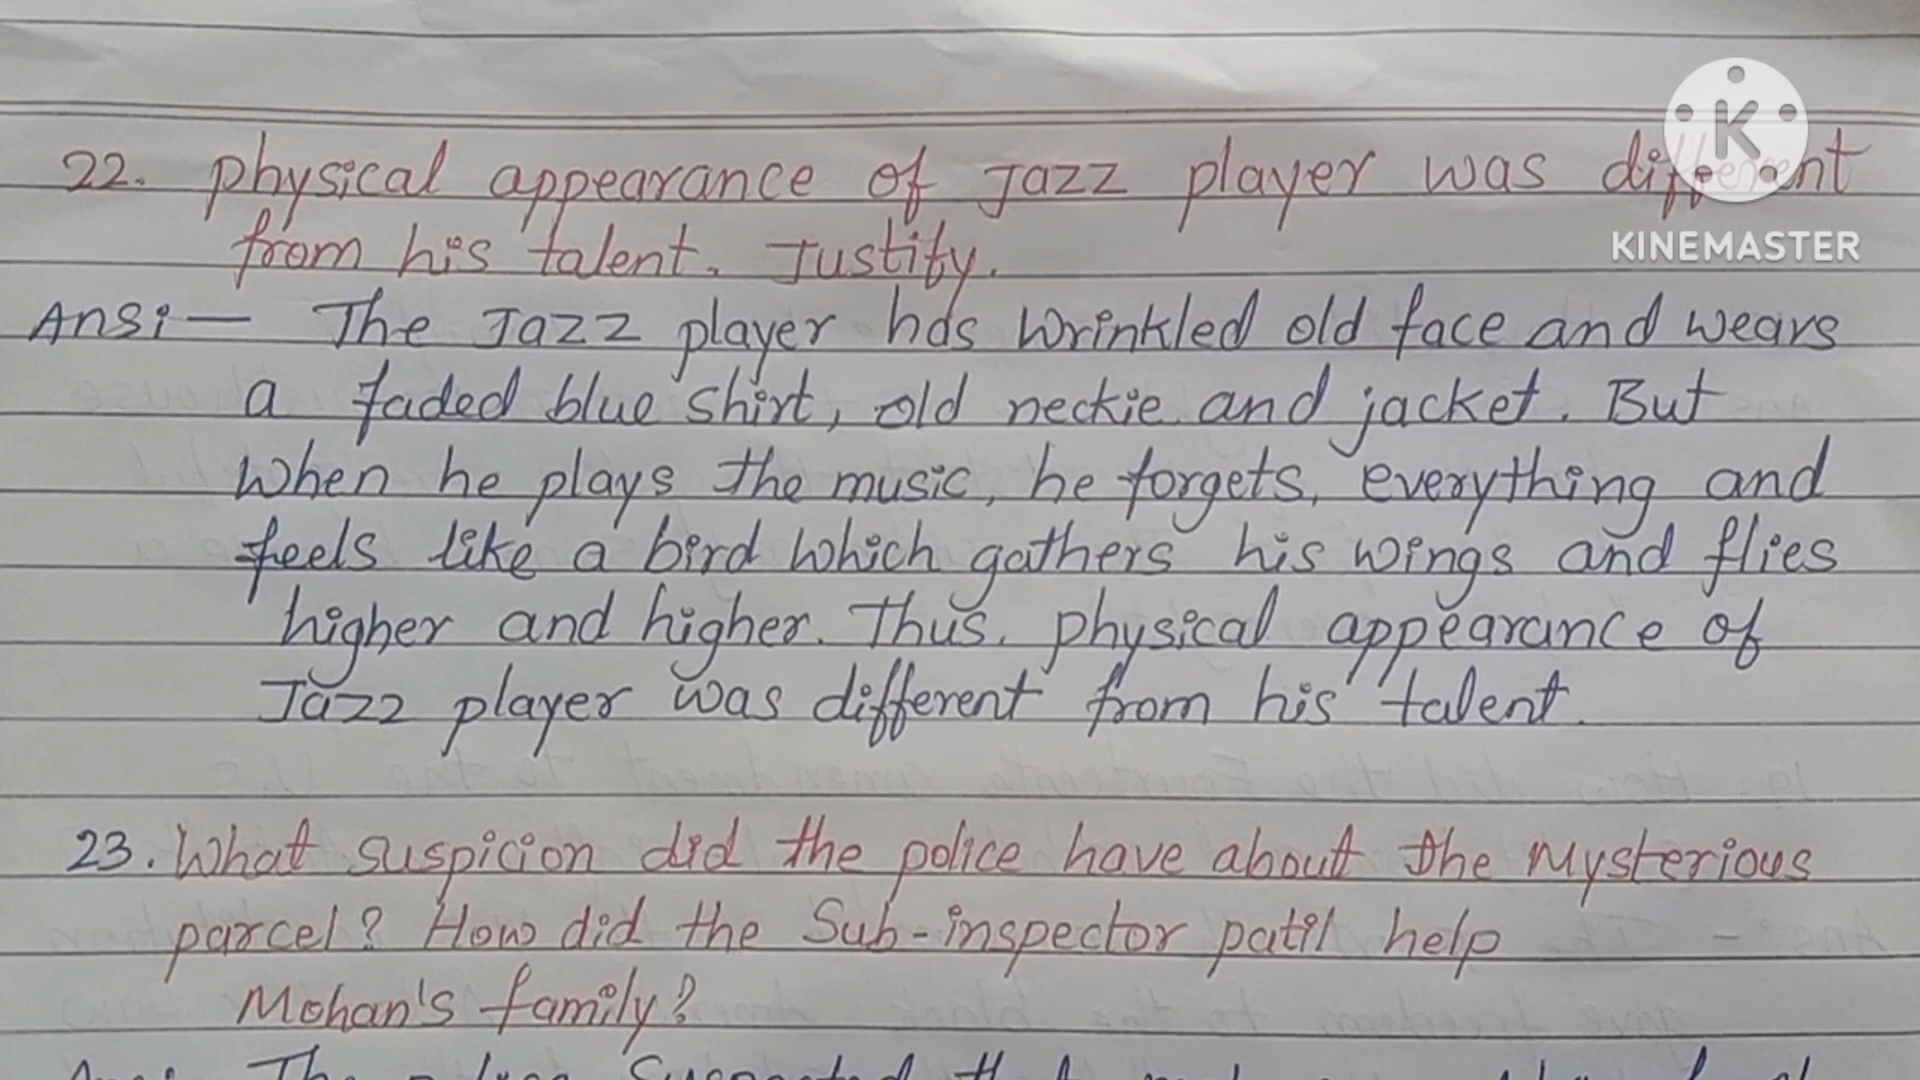 22. Physical appearance of Jazz player was different
from his talent. Justify.
Ans:- The Jazz player has wrinkled old face and wears
a faded blue shirt, old necktie and jacket. But
when he plays the music, he forgets, everything and
feels like a bird which gathers his wings and flies
higher and higher. Thus, physical appearance of
Jazz player was different from his talent.
23. What suspicion did the police have about the Mysterious
parcel? How did the Sub-inspector patil help
Mohan's family?
K
KINEMASTER